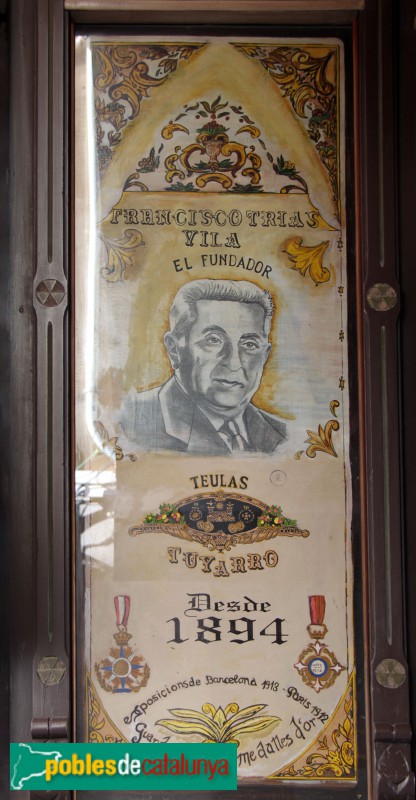 FRANCISCO TRIAS
VILA
EL FUNDADOR
TEULAS
TUYARRO
Desde
1894
exposicions de Barcelona 1913 - Paris 1912
medalles d'or
poblesdecatalunya